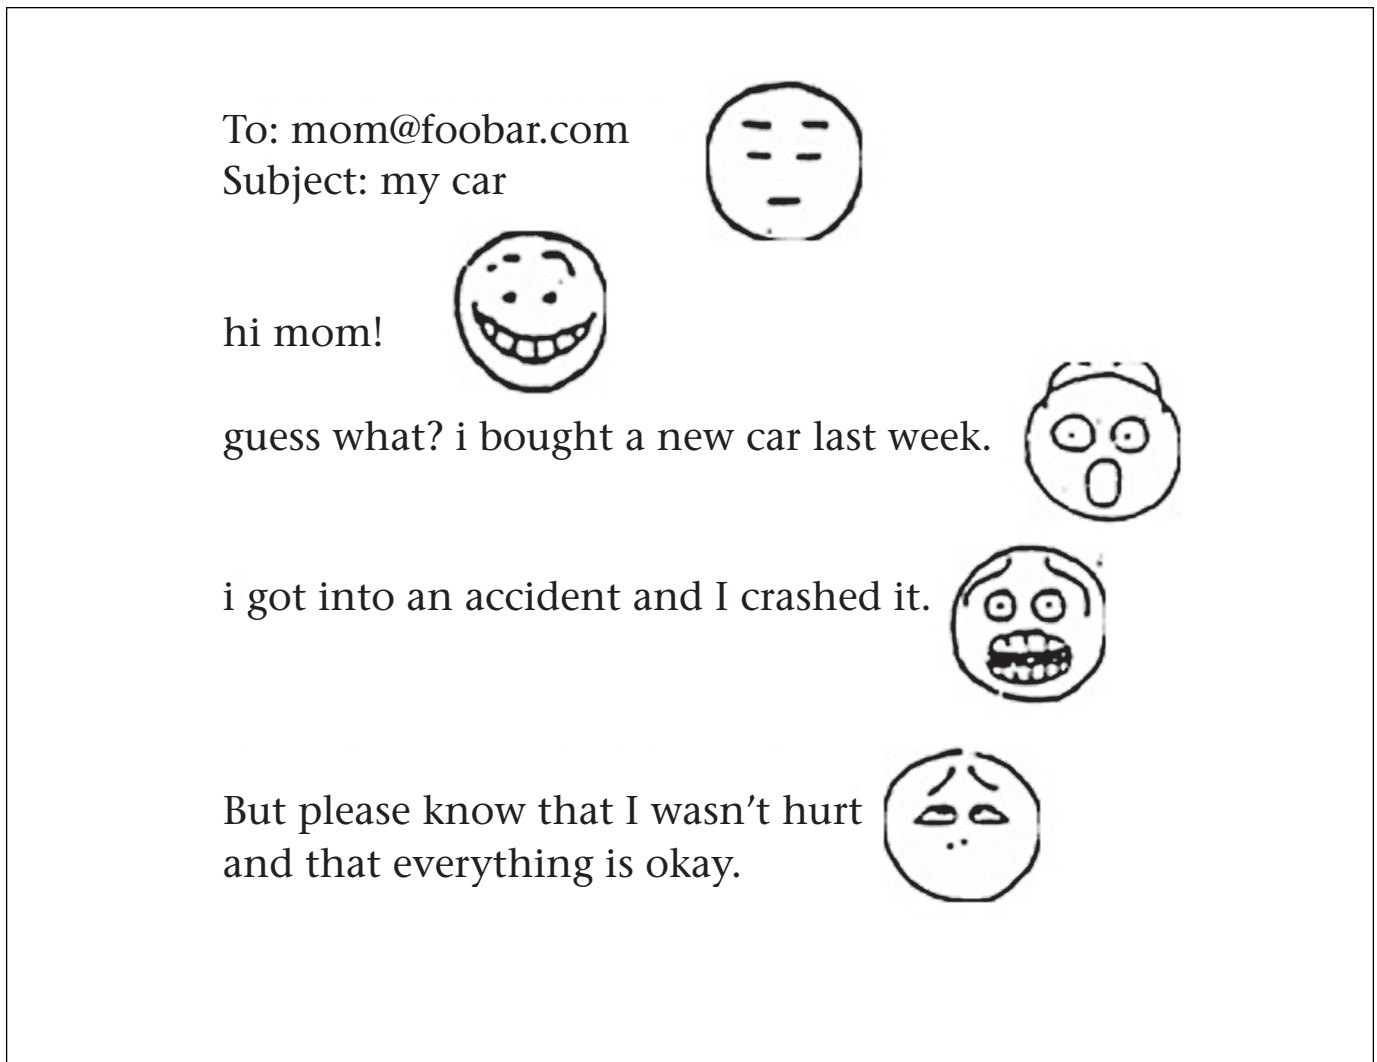 To: mom@foobar.com
Subject: my car
hi mom!
guess what? i bought a new car last week.
i got into an accident and I crashed it.
But please know that I wasn’t hurt
and that everything is okay.